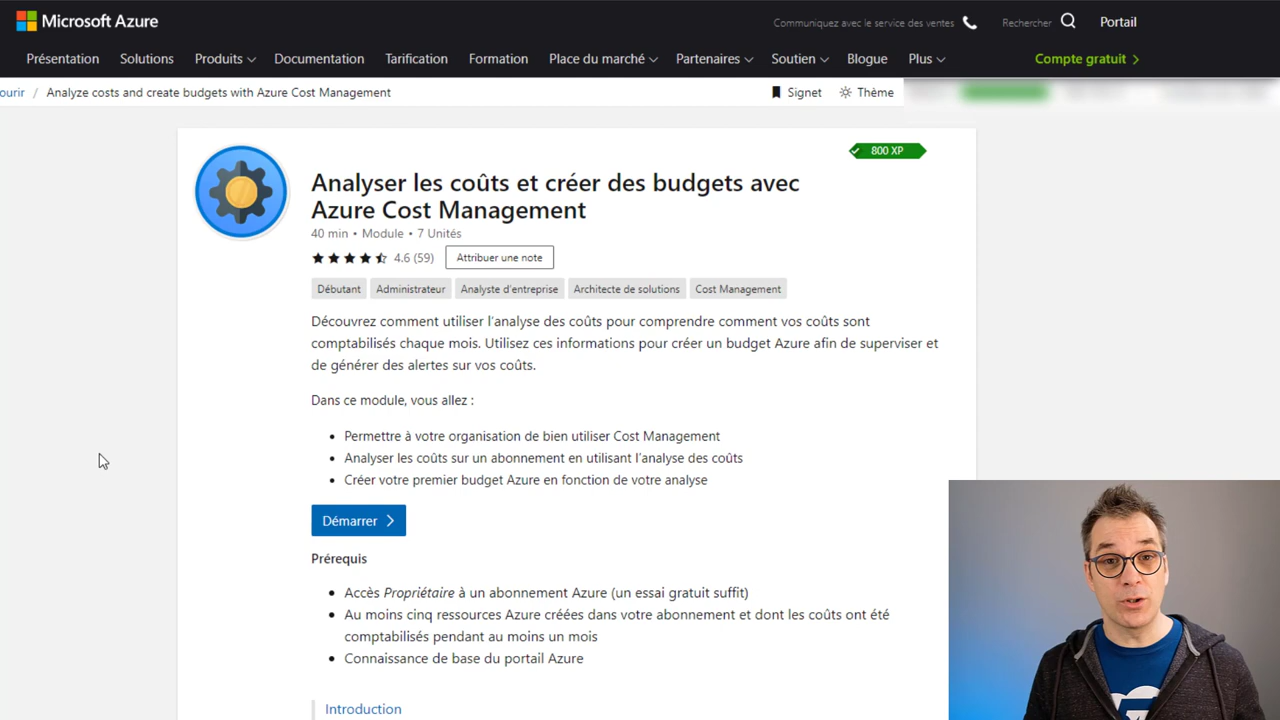 Microsoft Azure
Communiquez avec le service des ventes
Rechercher
Portail
Présentation Solutions Produits Documentation Tarification Formation Place du marché Partenaires Soutien Blogue Plus Compte gratuit
ourir / Analyze costs and create budgets with Azure Cost Management
Signet Thème
800 XP
Analyser les coûts et créer des budgets avec
Azure Cost Management
40 min • Module • 7 Unités
4.6 (59) Attribuer une note
Débutant Administrateur Analyste d'entreprise Architecte de solutions Cost Management
Découvrez comment utiliser l'analyse des coûts pour comprendre comment vos coûts sont
comptabilisés chaque mois. Utilisez ces informations pour créer un budget Azure afin de superviser et
de générer des alertes sur vos coûts.
Dans ce module, vous allez :
• Permettre à votre organisation de bien utiliser Cost Management
• Analyser les coûts sur un abonnement en utilisant l'analyse des coûts
• Créer votre premier budget Azure en fonction de votre analyse
Démarrer
Prérequis
• Accès Propriétaire à un abonnement Azure (un essai gratuit suffit)
• Au moins cinq ressources Azure créées dans votre abonnement et dont les coûts ont été
comptabilisés pendant au moins un mois
• Connaissance de base du portail Azure
Introduction